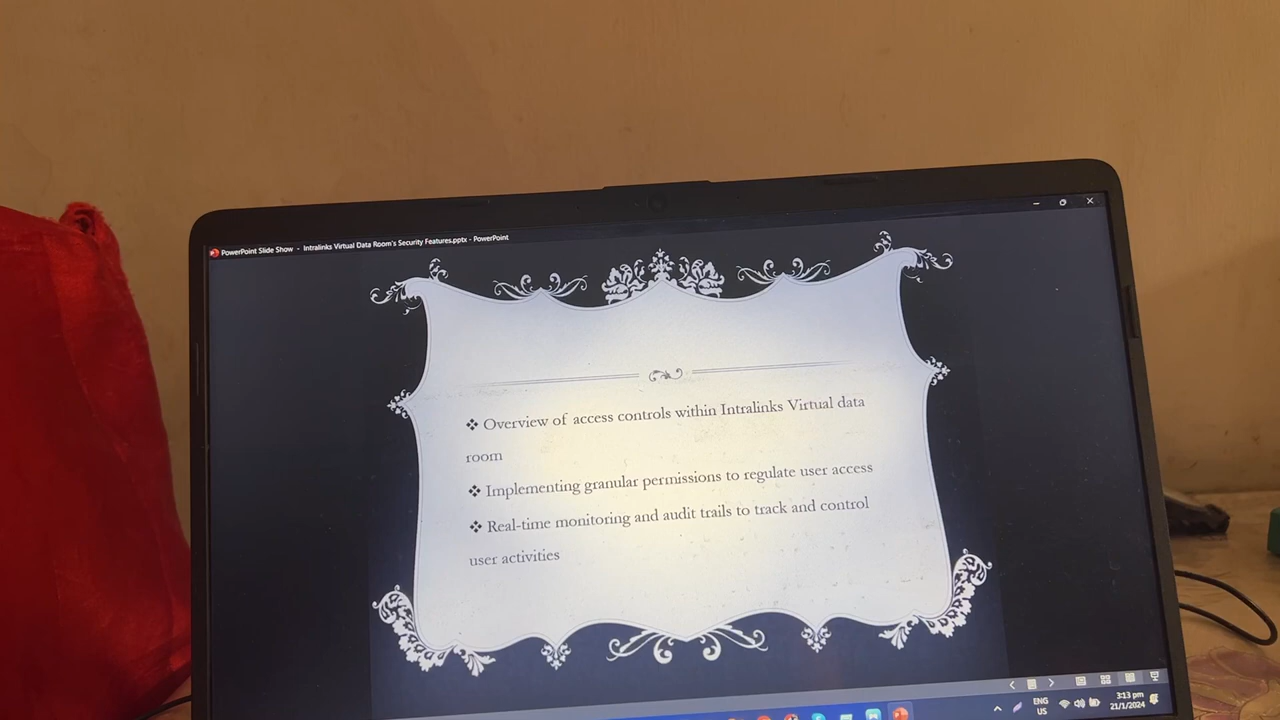 PowerPoint Slide Show - Intralinks Virtual Data Room's Security Features.pptx - PowerPoint
❖ Overview of access controls within Intralinks Virtual data
room
❖ Implementing granular permissions to regulate user access
❖ Real-time monitoring and audit trails to track and control
user activities
ENG
US
3:13 pm
21/1/2024